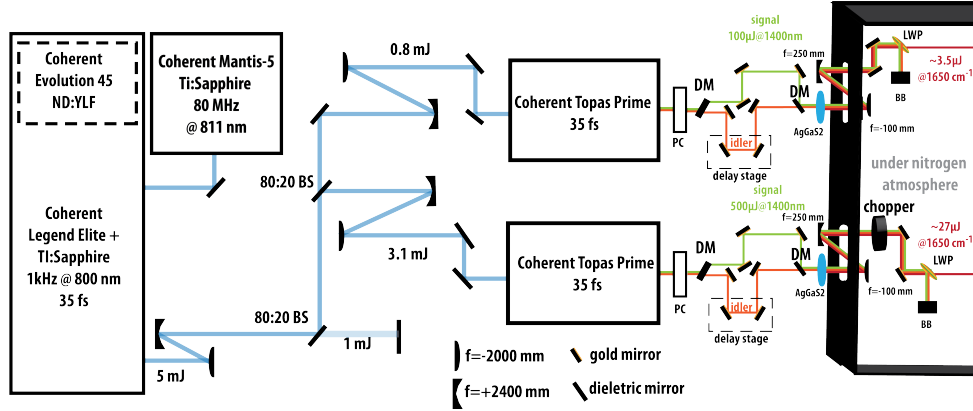 Coherent
Evolution 45
ND:YLF
Coherent
Legend Elite +
TI:Sapphire
1kHz @ 800 nm
35 fs
Coherent Mantis-5
Ti:Sapphire
80 MHz
@ 811 nm
80:20 BS
80:20 BS
5 mJ
1 mJ
0.8 mJ
3.1 mJ
f=-2000 mm
f=+2400 mm
gold mirror
dieletric mirror
Coherent Topas Prime
35 fs
PC
DM
signal
100µJ@1400nm
idler
delay stage
DM
f=250 mm
AgGaS2
f=-100 mm
LWP
BB
~3.5µJ
@1650 cm-1
under nitrogen
atmosphere
Coherent Topas Prime
35 fs
PC
DM
signal
500µJ@1400nm
idler
delay stage
DM
f=250 mm
AgGaS2
f=-100 mm
chopper
LWP
BB
~27µJ
@1650 cm-1